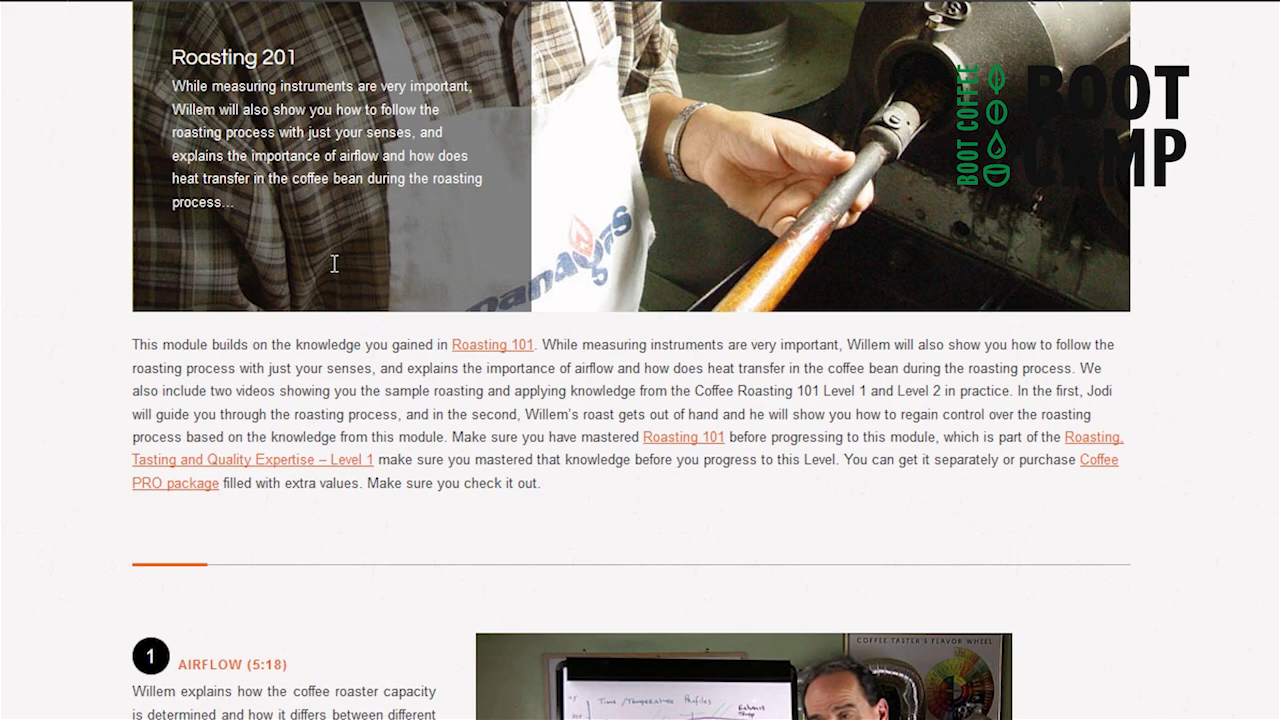 Roasting 201
While measuring instruments are very important,
Willem will also show you how to follow the
roasting process with just your senses, and
explains the importance of airflow and how does
heat transfer in the coffee bean during the roasting
process...
BOOT COFFEE
BOOT
CAMP
panagas
This module builds on the knowledge you gained in Roasting 101. While measuring instruments are very important, Willem will also show you how to follow the
roasting process with just your senses, and explains the importance of airflow and how does heat transfer in the coffee bean during the roasting process. We
also include two videos showing you the sample roasting and applying knowledge from the Coffee Roasting 101 Level 1 and Level 2 in practice. In the first, Jodi
will guide you through the roasting process, and in the second, Willem's roast gets out of hand and he will show you how to regain control over the roasting
process based on the knowledge from this module. Make sure you have mastered Roasting 101 before progressing to this module, which is part of the Roasting,
Tasting and Quality Expertise – Level 1 make sure you mastered that knowledge before you progress to this Level. You can get it separately or purchase Coffee
PRO package filled with extra values. Make sure you check it out.
1
AIRFLOW (5:18)
Willem explains how the coffee roaster capacity
is determined and how it differs between different
COFFEE TASTER'S FLAVOR WHEEL
Time/Temperature Profiles
Exhaust
Temp